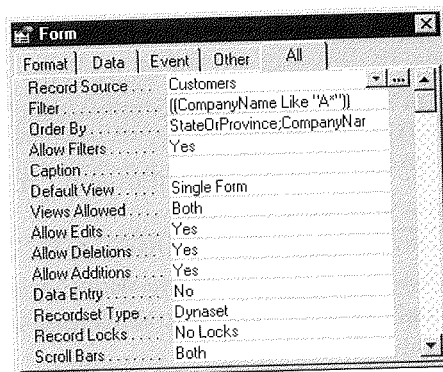 Form
Format Data Event Other All
Record Source . . . Customers
Filter . . . . . . . . . . . . ((CompanyName Like "A*"))
Order By . . . . . . . . StateOrProvince;CompanyNar
Allow Filters . . . . . . Yes
Caption . . . . . . . . .
Default View . . . . . Single Form
Views Allowed . . . . Both
Allow Edits . . . . . . . Yes
Allow Deletions . . . . Yes
Allow Additions . . . . Yes
Data Entry . . . . . . . No
Recordset Type . . . Dynaset
Record Locks . . . . . No Locks
Scroll Bars . . . . . . . Both